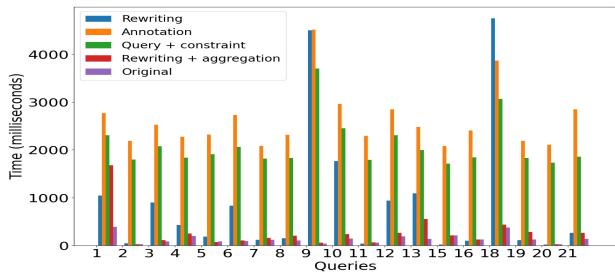 Rewriting
Annotation
Query + constraint
Rewriting + aggregation
Original
Time (milliseconds)
4000
3000
2000
1000
0
1 2 3 4 5 6 7 8 9 10 11 12 13 15 16 18 19 20 21
Queries